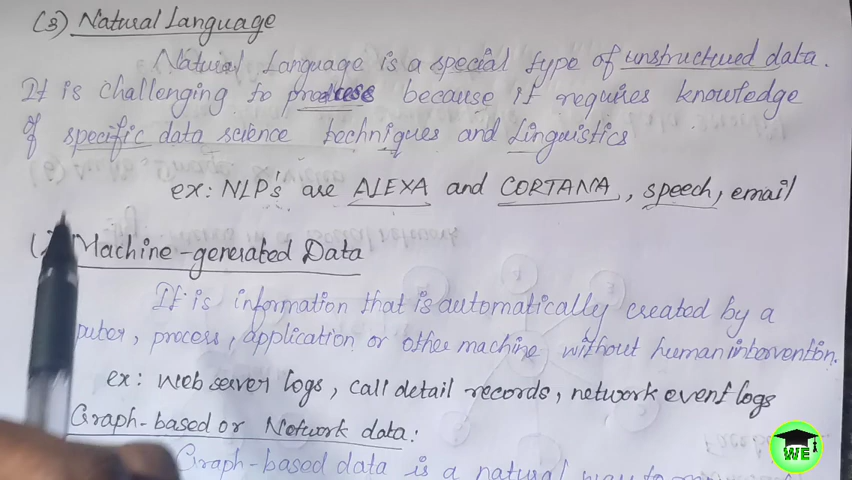 (3) Natural Language
Natural Language is a special type of unstructured data.
It is challenging to process because it requires knowledge
of specific data science techniques and Linguistics
ex: NLP's are ALEXA and CORTANA, speech, email
Machine-generated Data
It is information that is automatically created by a
puter, process, application or other machine without human intervention.
ex: web server logs, call detail records, network event logs
Graph-based or Network data:
Graph-based data is a natural way to
WE